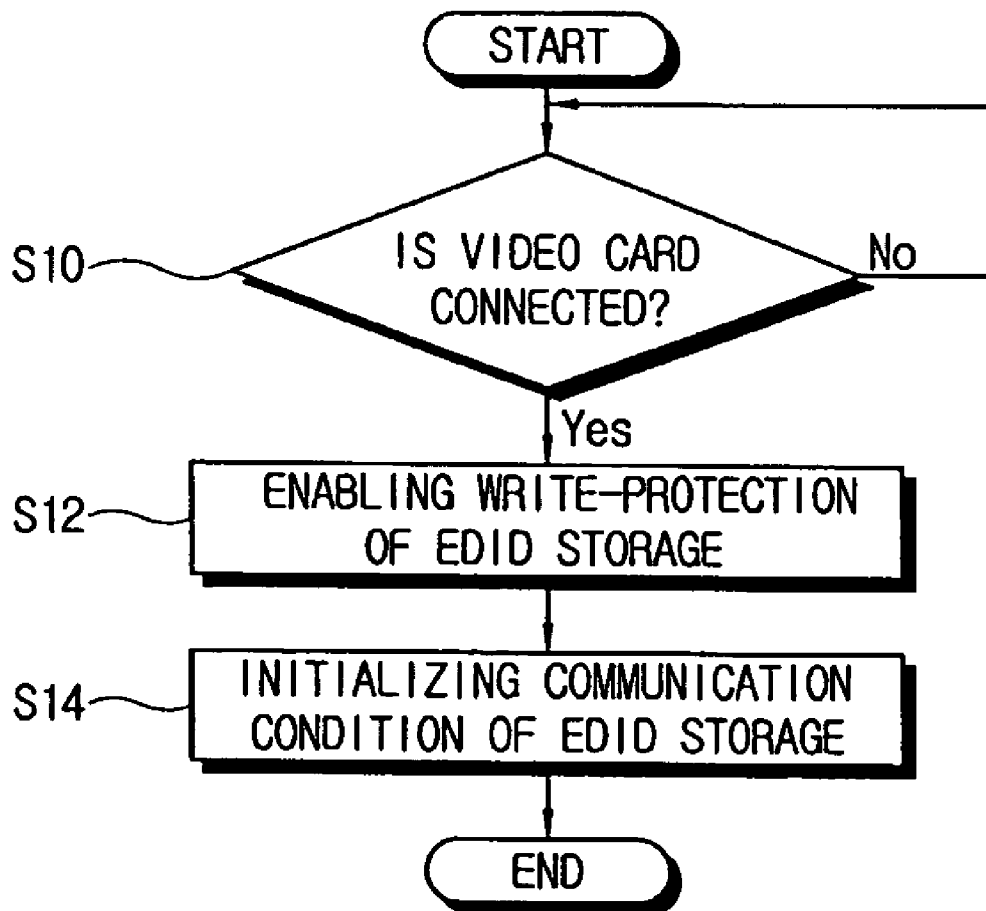 START
S10
IS VIDEO CARD
CONNECTED?
No
Yes
S12
ENABLING WRITE-PROTECTION
OF EDID STORAGE
S14
INITIALIZING COMMUNICATION
CONDITION OF EDID STORAGE
END